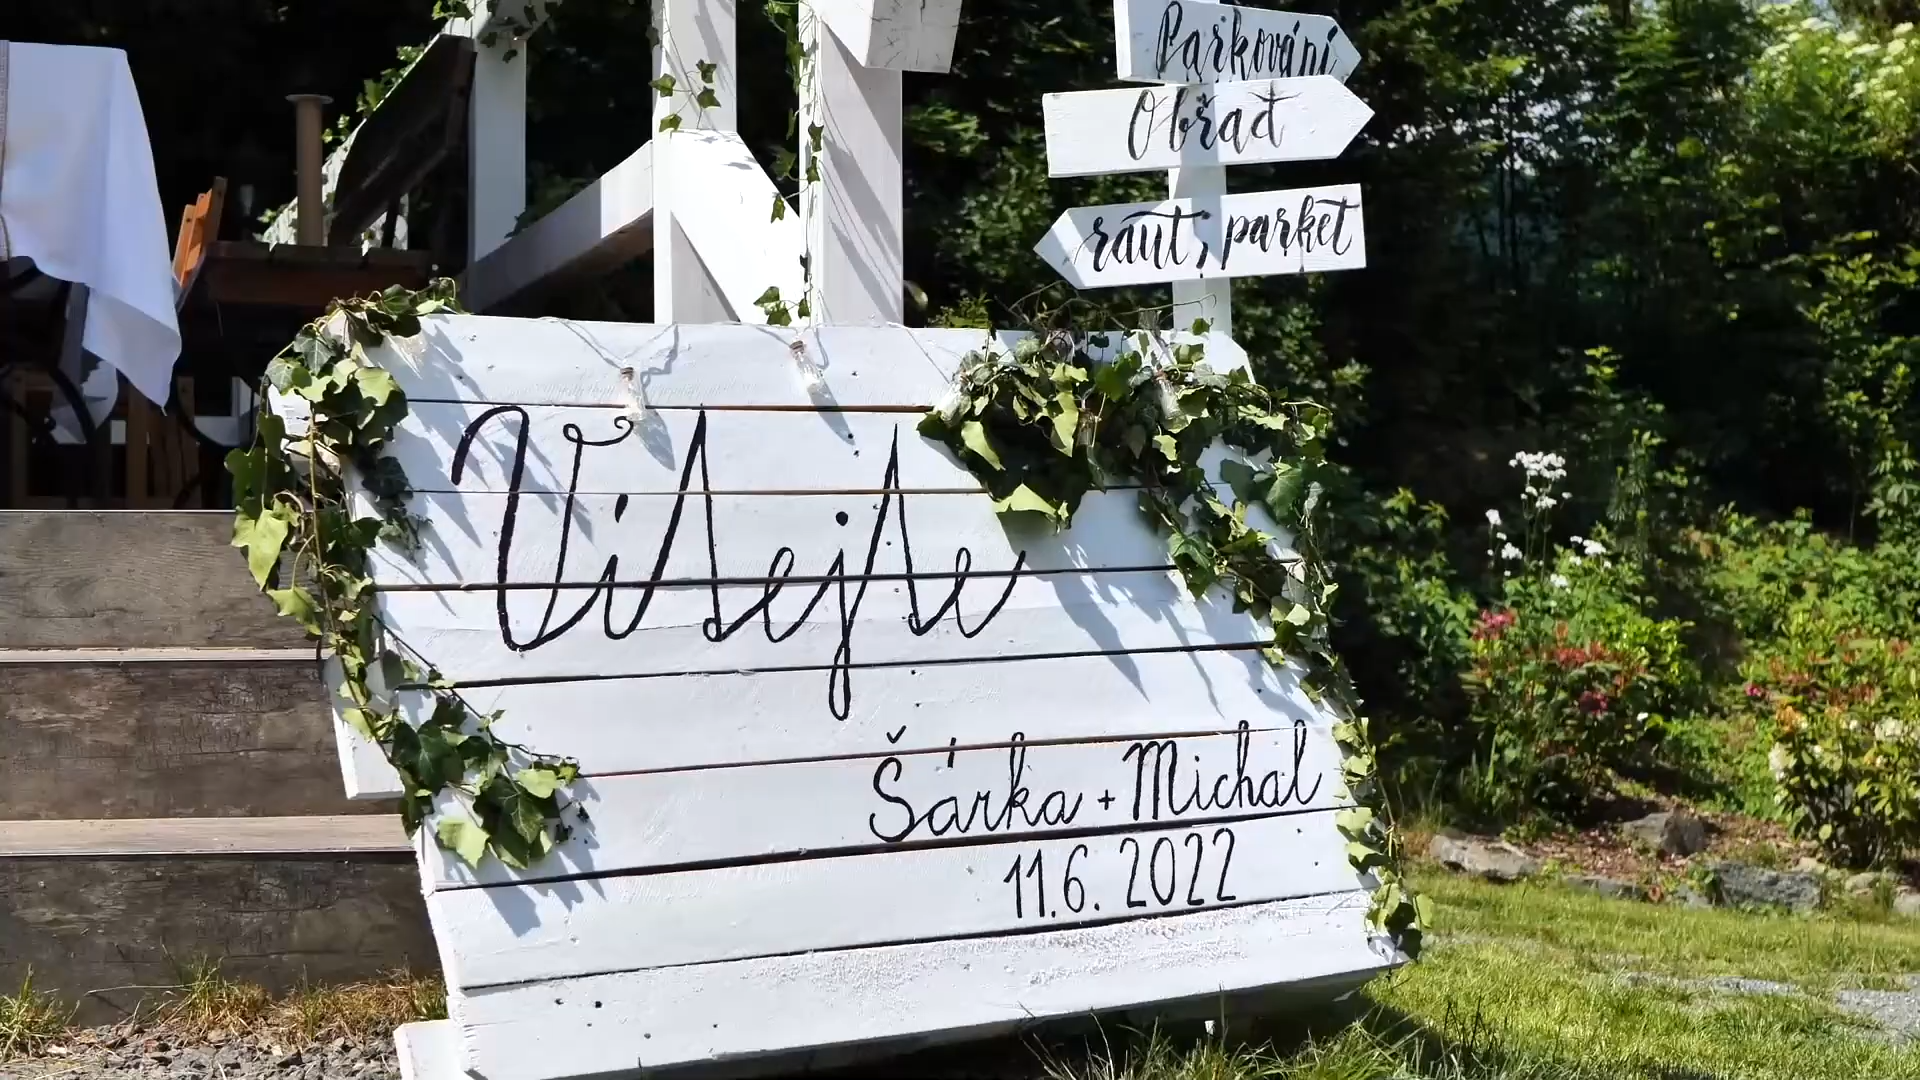 Parkování
Obřad
raut, parket
Vítejte
Šárka + Michal
11.6.2022